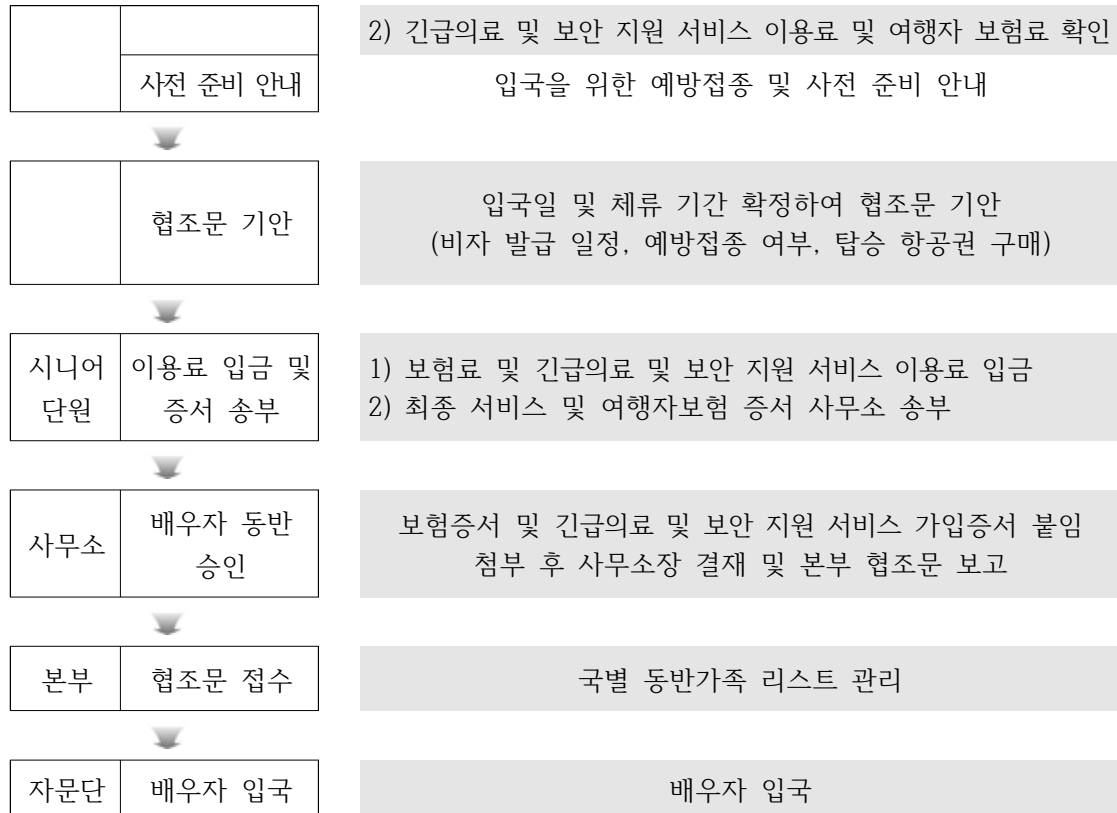 2) 긴급의료 및 보안 지원 서비스 이용료 및 여행자 보험료 확인
사전 준비 안내
입국을 위한 예방접종 및 사전 준비 안내
협조문 기안
입국일 및 체류 기간 확정하여 협조문 기안
(비자 발급 일정, 예방접종 여부, 탑승 항공권 구매)
시니어
단원
이용료 입금 및
증서 송부
1) 보험료 및 긴급의료 및 보안 지원 서비스 이용료 입금
2) 최종 서비스 및 여행자보험 증서 사무소 송부
사무소
배우자 동반
승인
보험증서 및 긴급의료 및 보안 지원 서비스 가입증서 붙임
첨부 후 사무소장 결재 및 본부 협조문 보고
본부
협조문 접수
국별 동반가족 리스트 관리
자문단
배우자 입국
배우자 입국